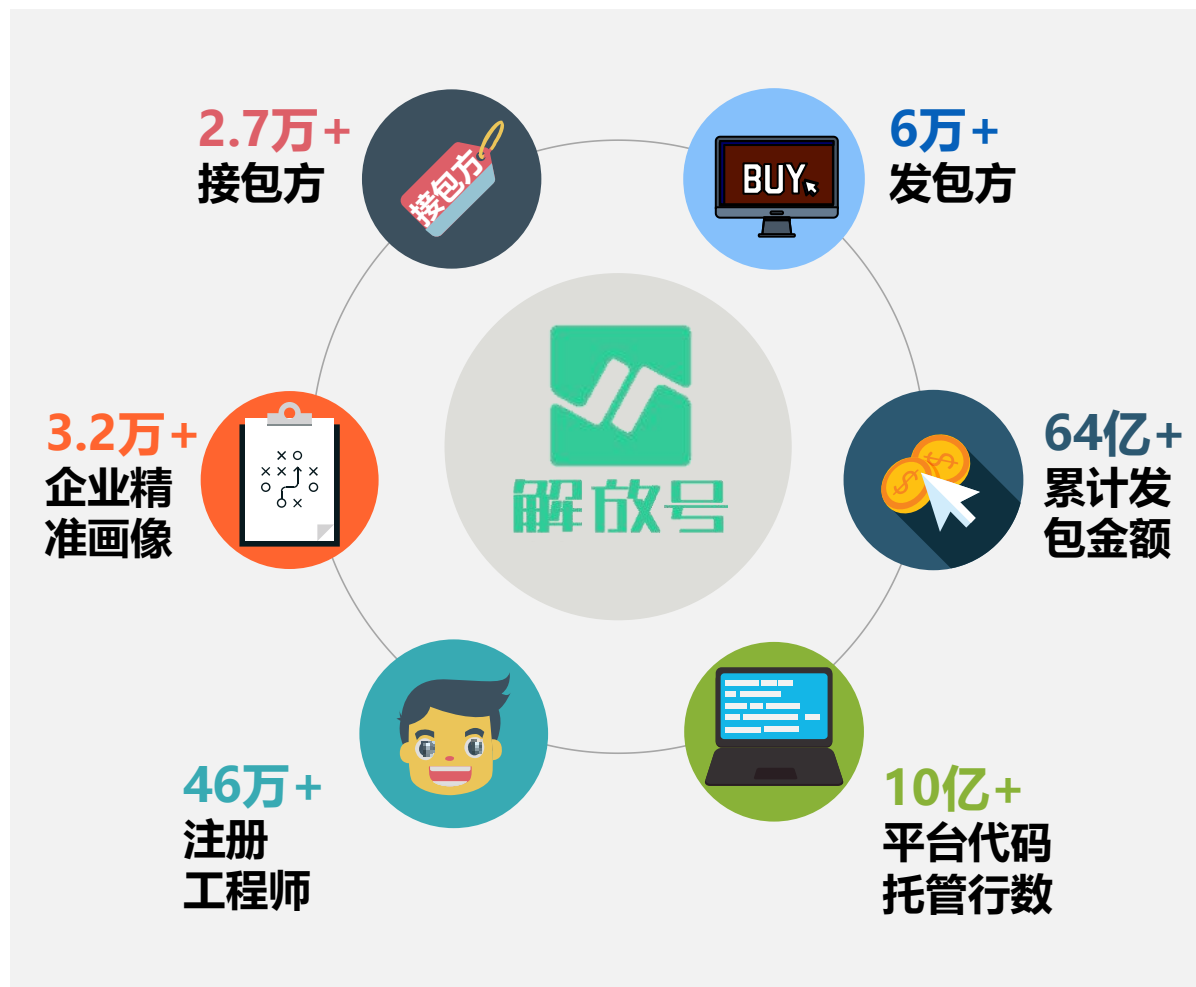 2.7万+
接包方
接包方
BUY
6万+
发包方
3.2万+
企业精
准画像
解放号
64亿+
累计发
包金额
46万+
注册
工程师
10亿+
平台代码
托管行数